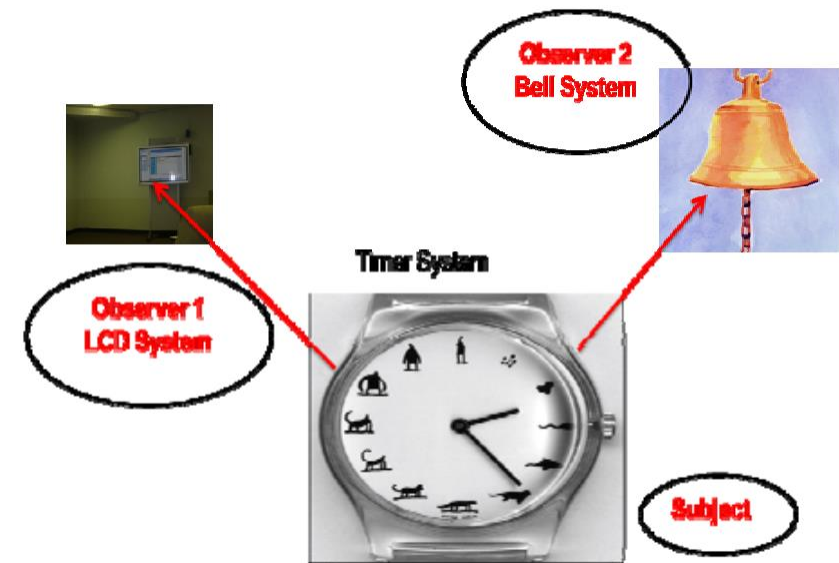 Observer 2
Bell System
Timer System
Observer 1
LCD System
Subject